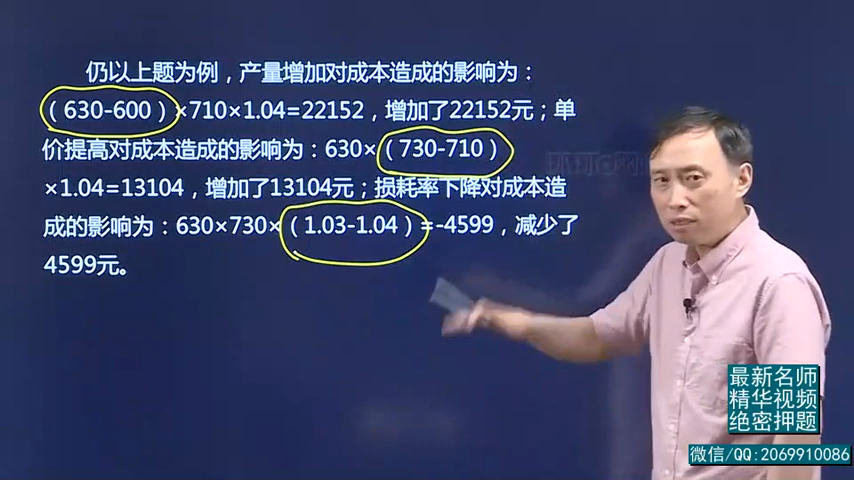 仍以上题为例，产量增加对成本造成的影响为：
（630-600）×710×1.04=22152，增加了22152元；单
价提高对成本造成的影响为：630×（730-710）
×1.04=13104，增加了13104元；损耗率下降对成本造
成的影响为：630×730×（1.03-1.04）=-4599，减少了
4599元。
最新名师
精华视频
绝密押题
微信/QQ:2069910086